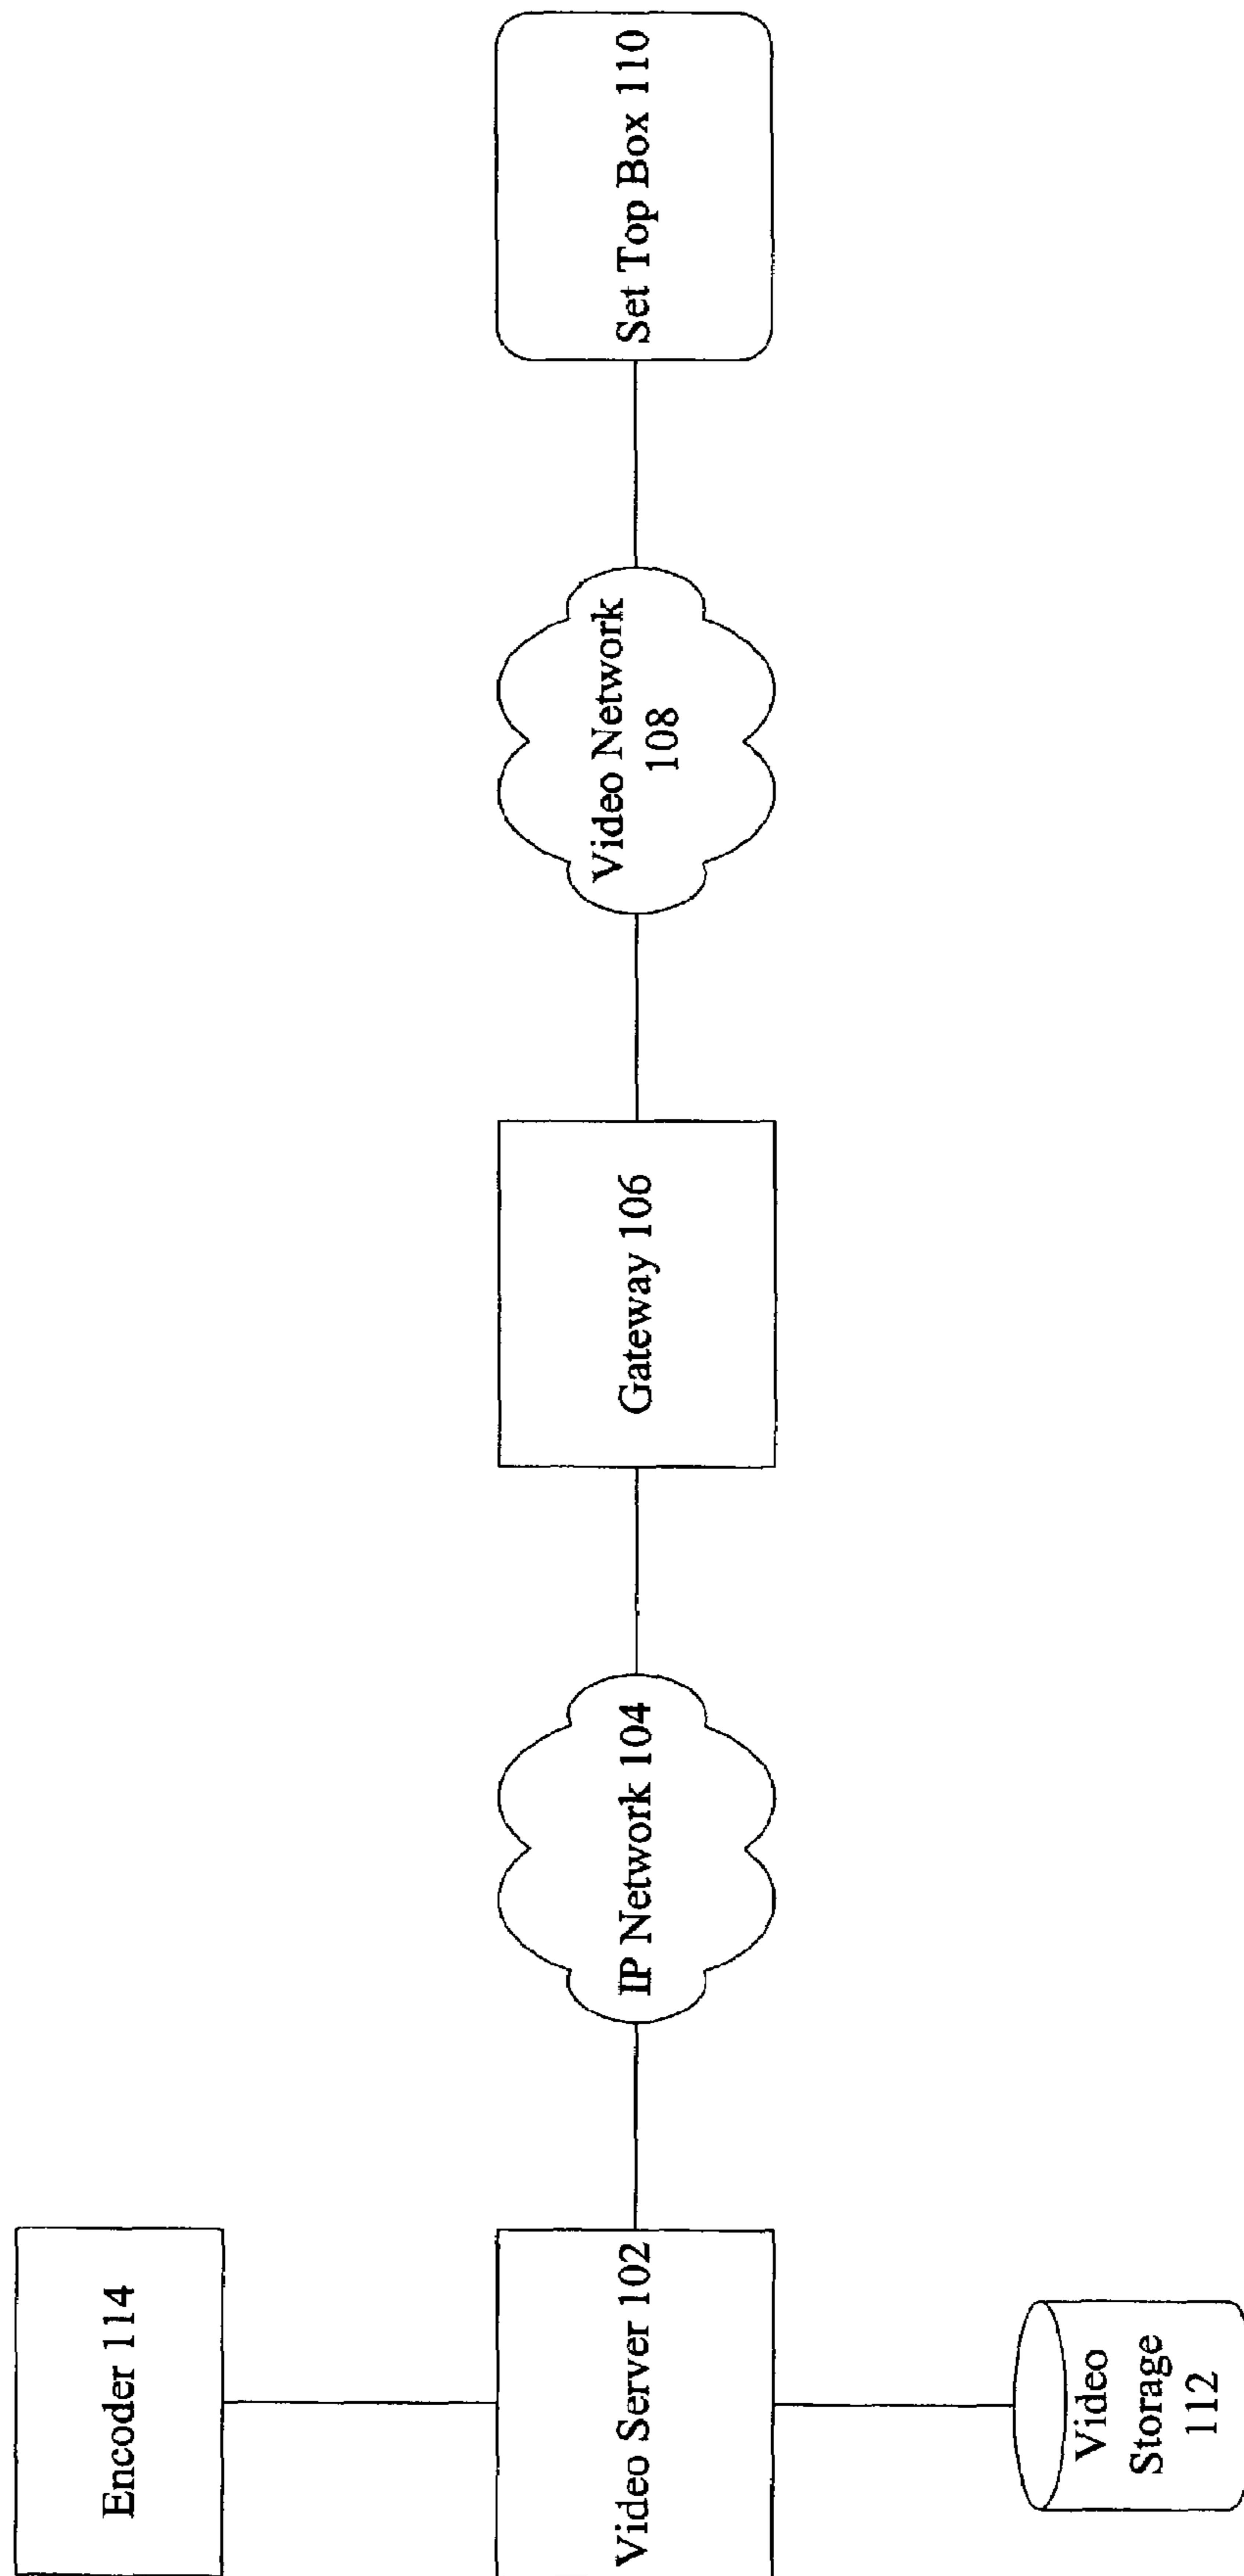 Encoder 114
Video Server 102
Video
Storage
112
IP Network 104
Gateway 106
Video Network
108
Set Top Box 110